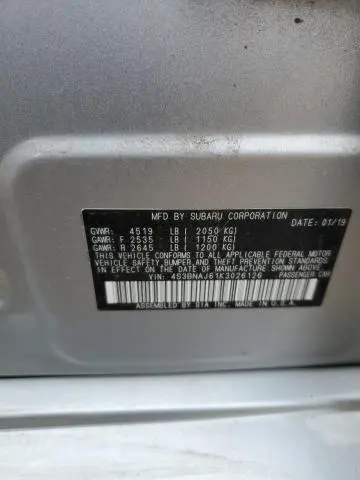 MFD BY SUBARU CORPORATION
DATE 01/19
GVWR: 4519 LB ( 2050 KG)
GAWR: F 2535 LB ( 1150 KG)
GAWR: R 2645 LB ( 1200 KG)
THIS VEHICLE CONFORMS TO ALL APPLICABLE FEDERAL MOTOR
VEHICLE SAFETY, BUMPER, AND THEFT PREVENTION STANDARDS
IN EFFECT ON THE DATE OF MANUFACTURE SHOWN ABOVE.
VIN: 4S3BNAJ61K3026126 PASSENGER CAR
ASSEMBLED BY SIA, INC. MADE IN U.S.A.